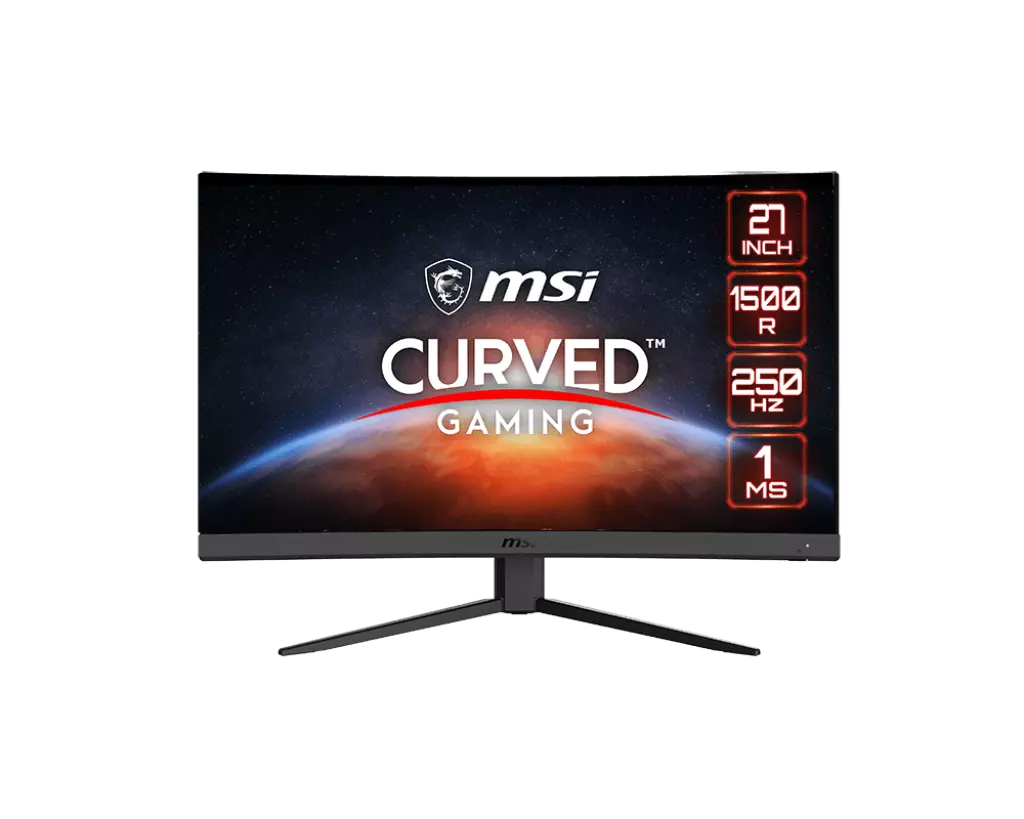 msi
CURVED™
GAMING
27
INCH
1500
R
250
HZ
1
MS
msi